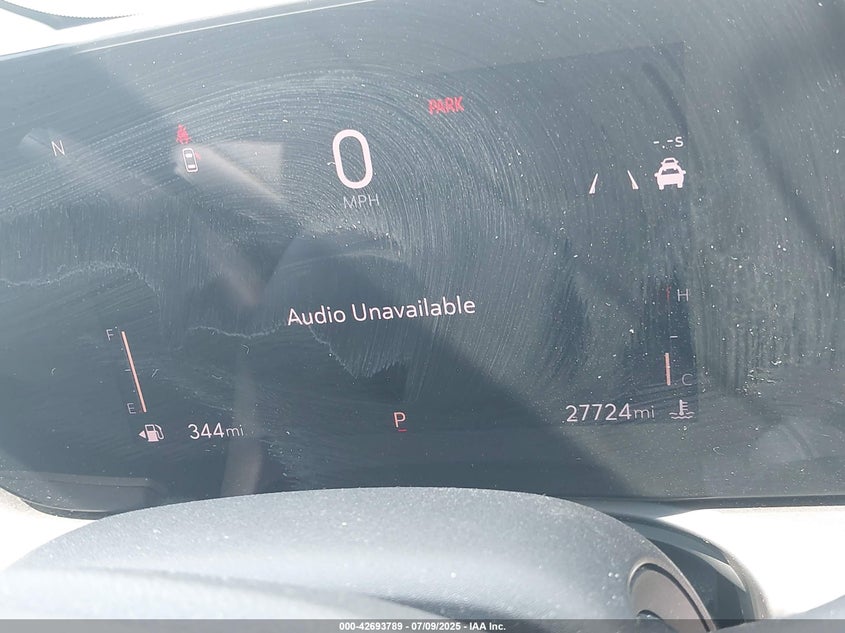 PARK
N
0
MPH
-.-s
Audio Unavailable
F
H
E
C
344mi
P
27724mi
000-42693789 - 07/09/2025 - IAA Inc.